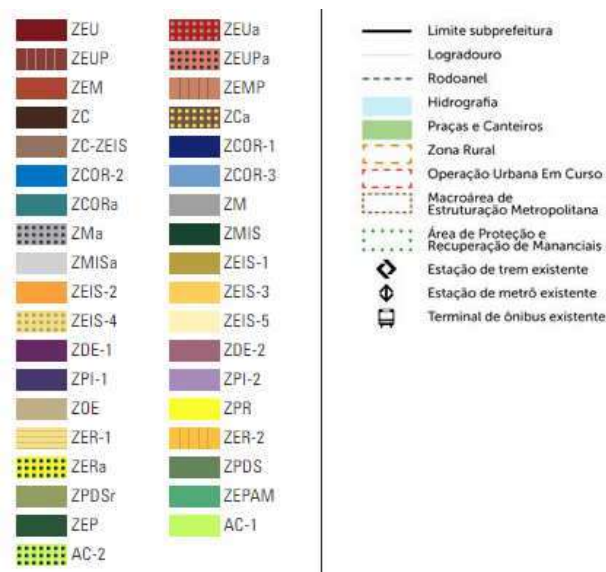 ZEU
ZEUa
ZEUP
ZEUPa
ZEM
ZEMP
ZC
ZCa
ZC-ZEIS
ZCOR-1
ZCOR-2
ZCOR-3
ZCORa
ZM
ZMa
ZMIS
ZMISa
ZEIS-1
ZEIS-2
ZEIS-3
ZEIS-4
ZEIS-5
ZDE-1
ZDE-2
ZPI-1
ZPI-2
ZOE
ZPR
ZER-1
ZER-2
ZERa
ZPDS
ZPDSr
ZEPAM
ZEP
AC-1
AC-2
Limite subprefeitura
Logradouro
Rodoanel
Hidrografia
Praças e Canteiros
Zona Rural
Operação Urbana Em Curso
Macroárea de
Estruturação Metropolitana
Área de Proteção e
Recuperação de Mananciais
Estação de trem existente
Estação de metrô existente
Terminal de ônibus existente